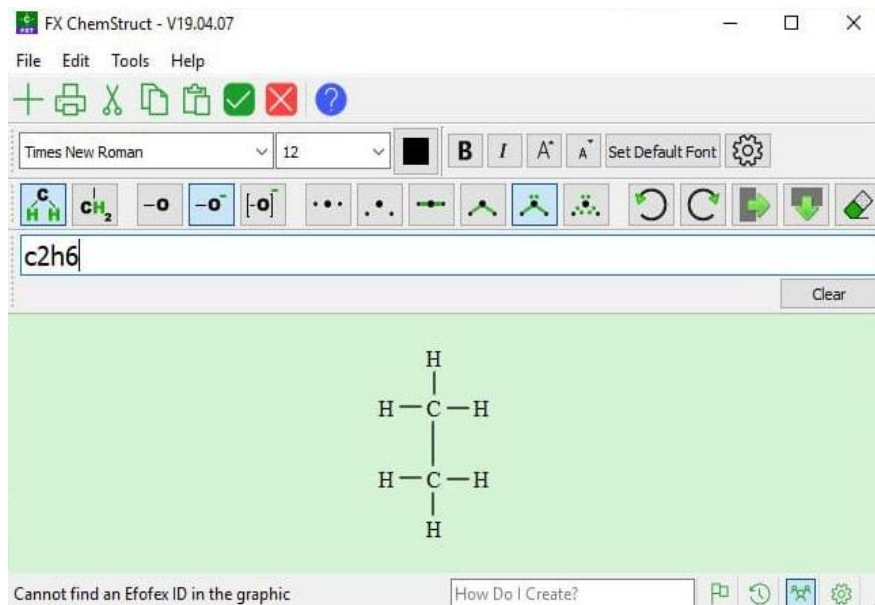 FX ChemStruct - V19.04.07
File Edit Tools Help
Times New Roman 12 B I A A Set Default Font
C H H CH2 -o -o⁻ [-o]⁻
c2h6
Clear
H
H C H
H C H
H
Cannot find an Efofex ID in the graphic How Do I Create?